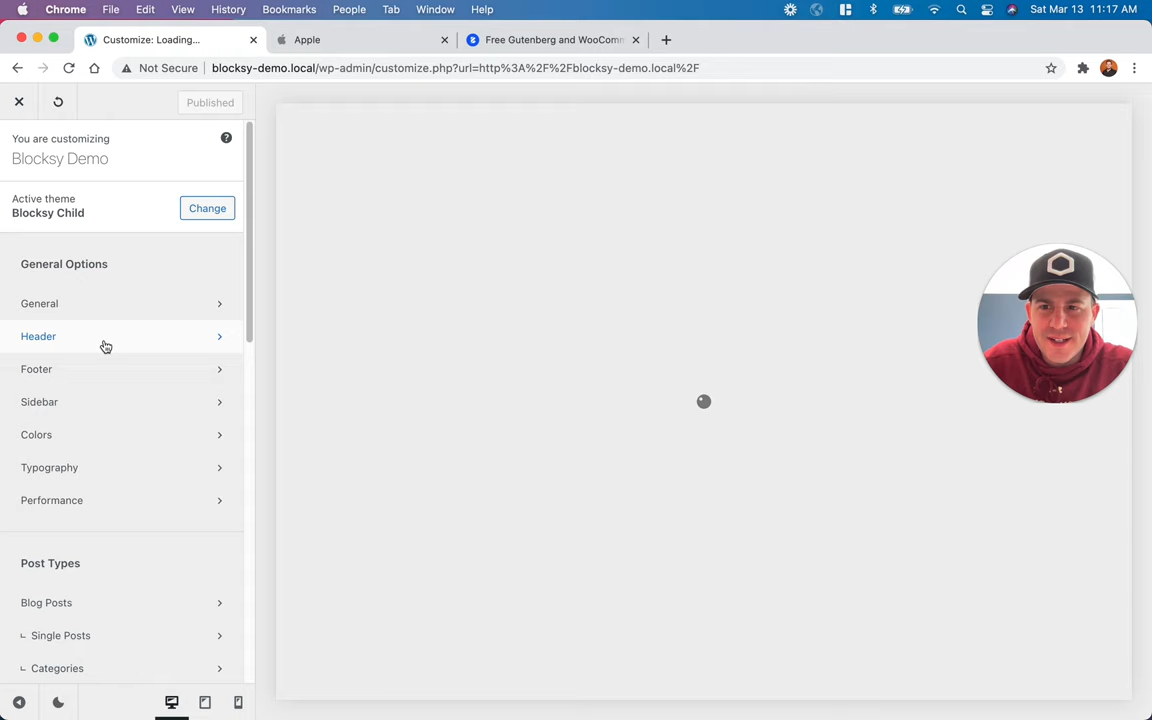 Chrome File Edit View History Bookmarks People Tab Window Help Sat Mar 13 11:17 AM
Customize: Loading... Apple Free Gutenberg and WooComm
Not Secure blocksy-demo.local/wp-admin/customize.php?url=http%3A%2F%2Fblocksy-demo.local%2F
Published
You are customizing
Blocksy Demo
Active theme
Blocksy Child
Change
General Options
General
Header
Footer
Sidebar
Colors
Typography
Performance
Post Types
Blog Posts
Single Posts
Categories